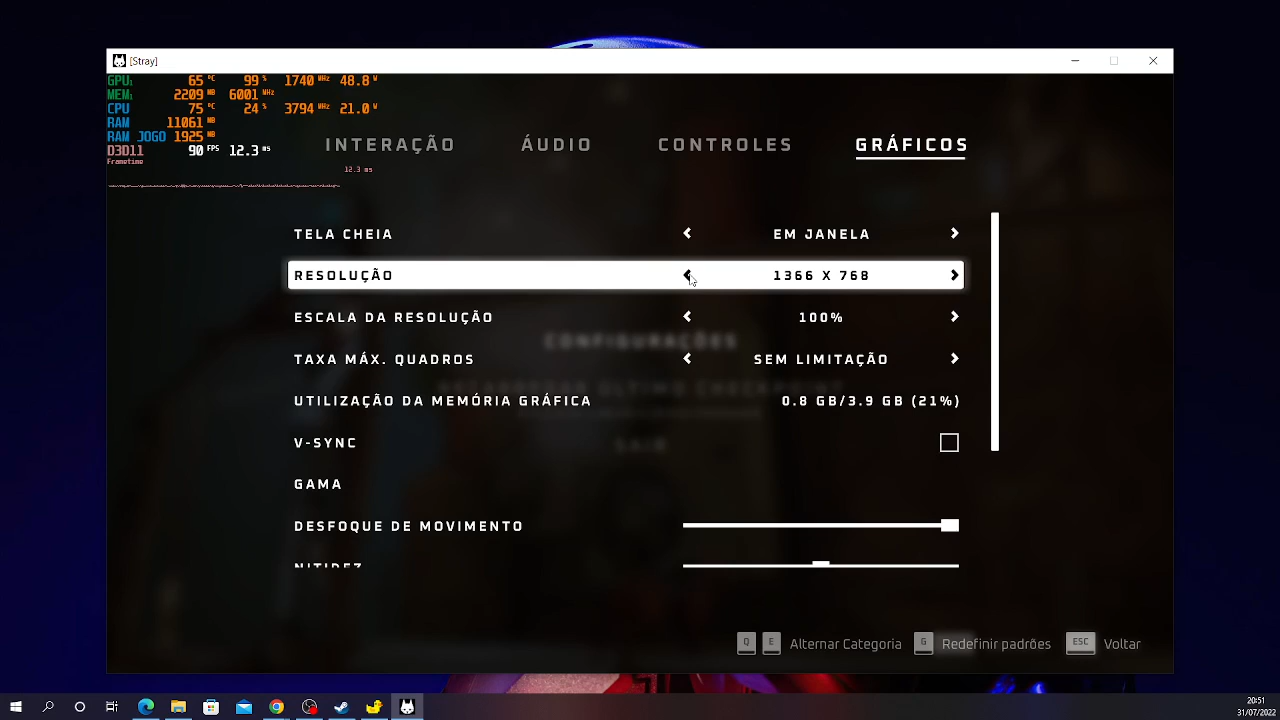 [Stray]
GPU1 65 °C 99 % 1740 MHz 48.8 W
MEM1 2209 MB 6001 MHz
CPU 75 °C 24 % 3794 MHz 21.0 W
RAM 11061 MB
RAM JOGO 1925 MB
D3D11 90 FPS 12.3 ms
Frametime
12.3 ms
INTERAÇÃO ÁUDIO CONTROLES GRÁFICOS
TELA CHEIA EM JANELA
RESOLUÇÃO 1366 X 768
ESCALA DA RESOLUÇÃO 100%
CONFIGURAÇÕES
TAXA MÁX. QUADROS SEM LIMITAÇÃO
UTILIZAÇÃO DA MEMÓRIA GRÁFICA 0.8 GB/3.9 GB (21%)
V-SYNC
SAIR
GAMA
DESFOQUE DE MOVIMENTO
NITIDEZ
Q E Alternar Categoria G Redefinir padrões ESC Voltar
20:51
31/07/2022